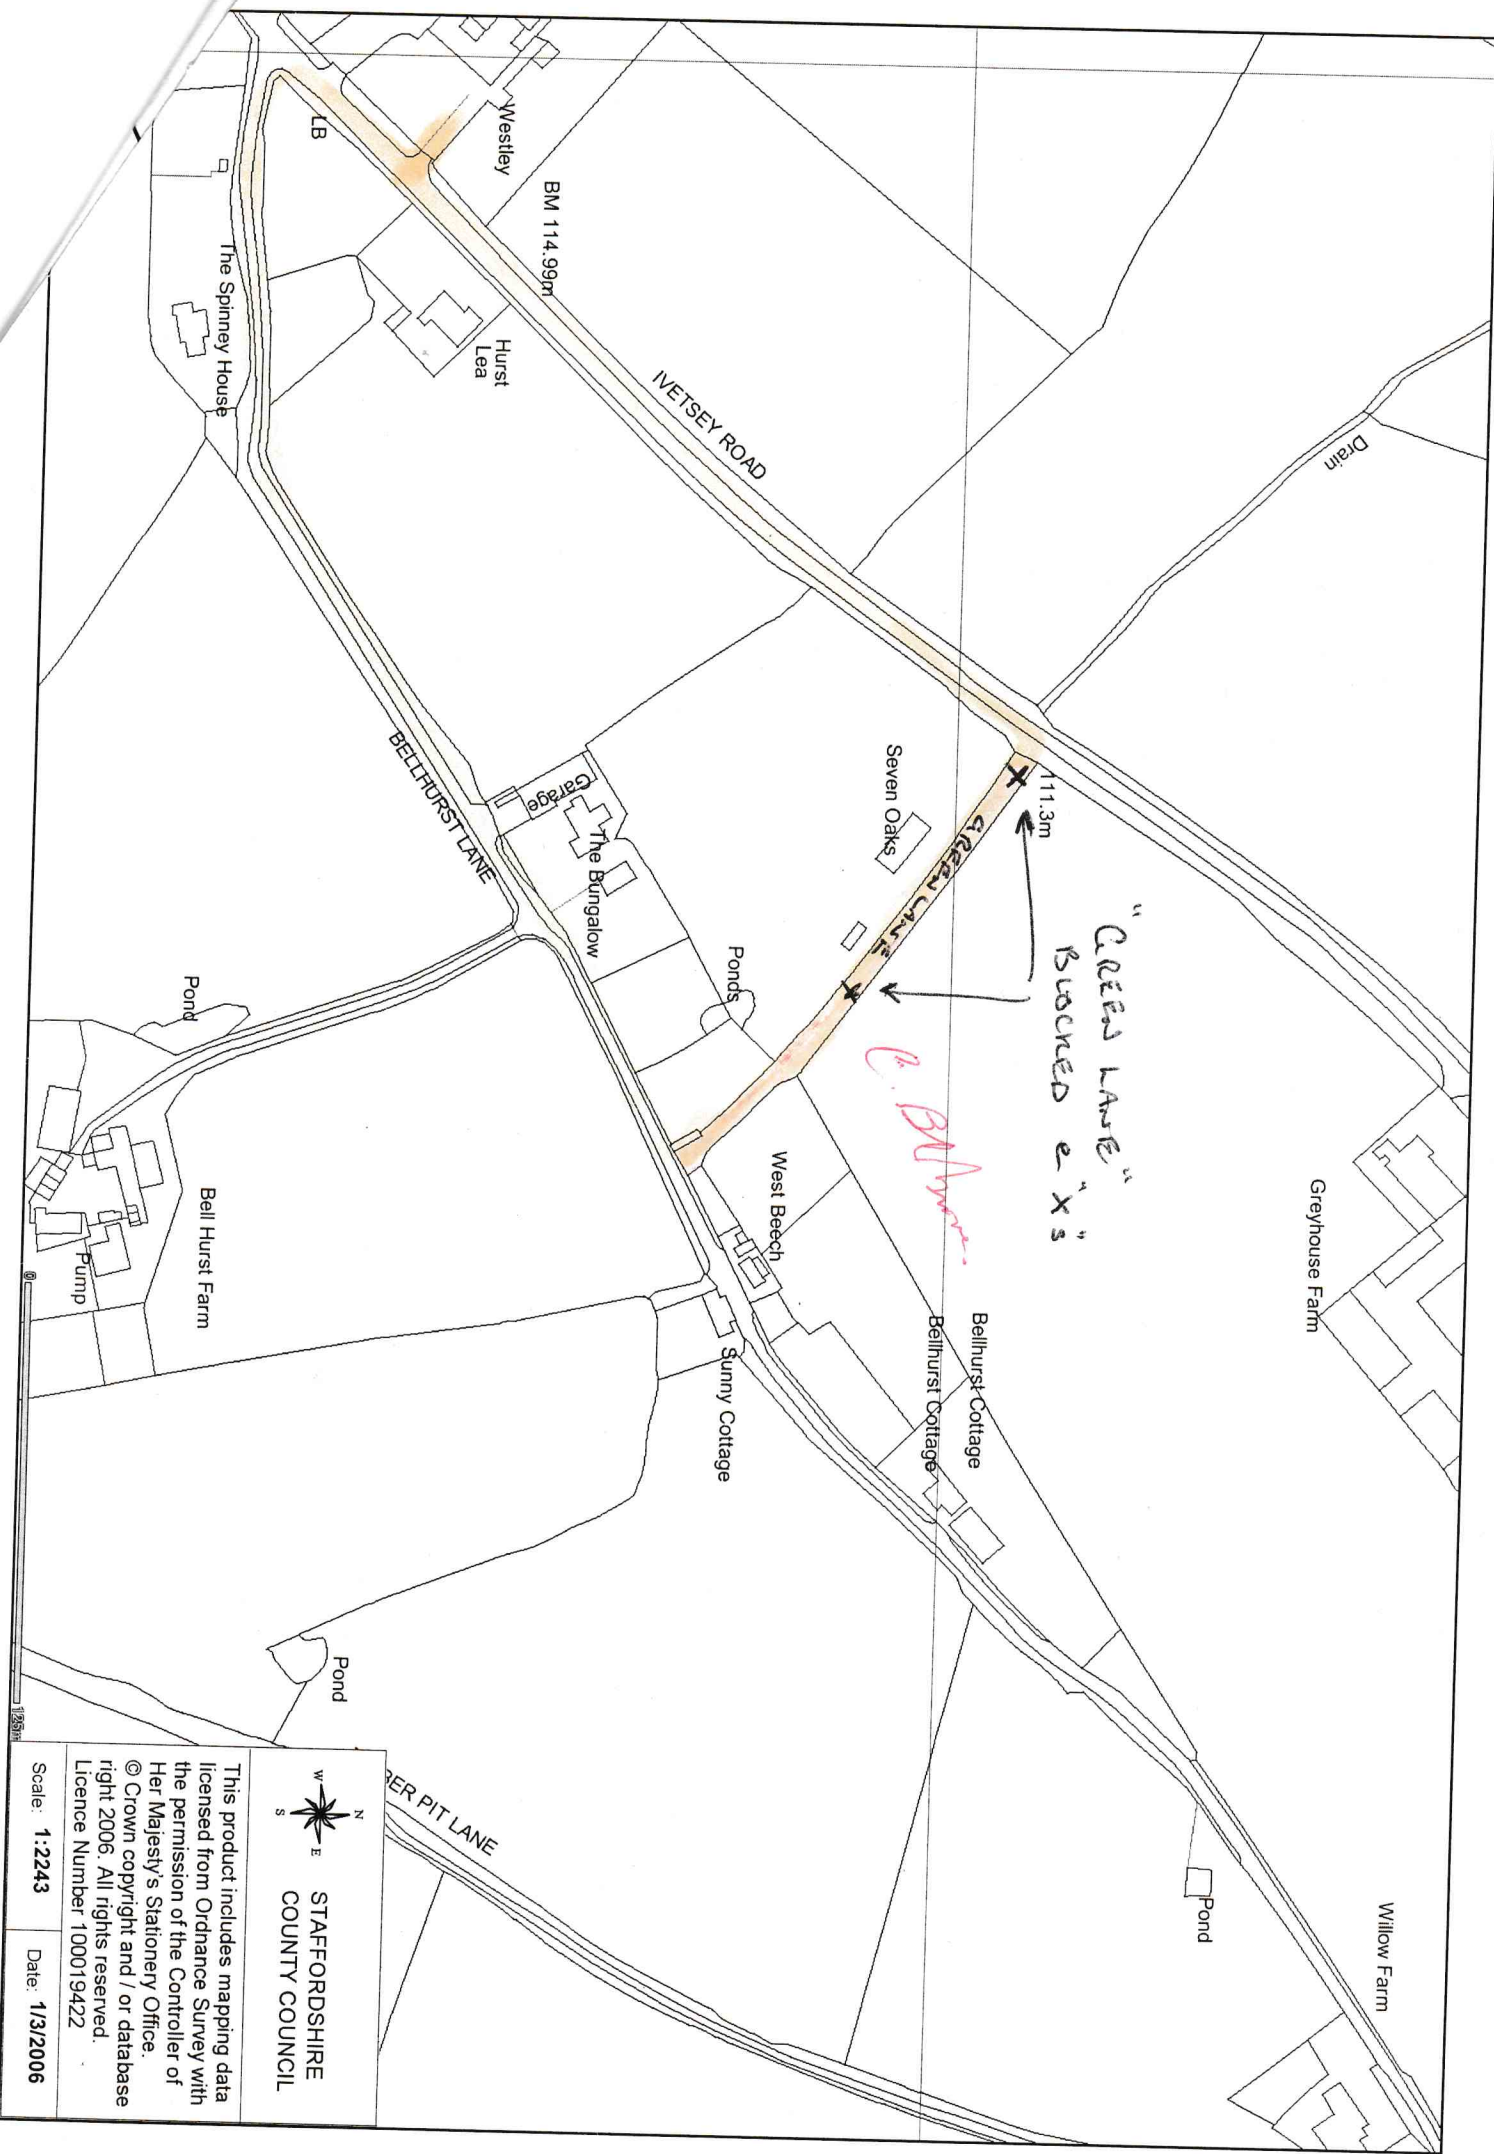 Westley
LB
BM 114.99m
The Spinney House
Hurst
Lea
IVETSEY ROAD
Drain
111.3m
Seven Oaks
GREEN LANE
"GREEN LANE"
BLOCKED @ "X"s
Garage
The Bungalow
BELLHURST LANE
Ponds
Pond
Greyhouse Farm
West Beech
Bell Hurst Farm
Pump
Bellhurst Cottage
Bellhurst Cottage
Sunny Cottage
Pond
BER PIT LANE
Pond
Willow Farm
0
125m
N
W
E
S
STAFFORDSHIRE
COUNTY COUNCIL
This product includes mapping data
licensed from Ordnance Survey with
the permission of the Controller of
Her Majesty's Stationery Office.
© Crown copyright and / or database
right 2006. All rights reserved.
Licence Number 100019422
Scale: 1:2243
Date: 1/3/2006